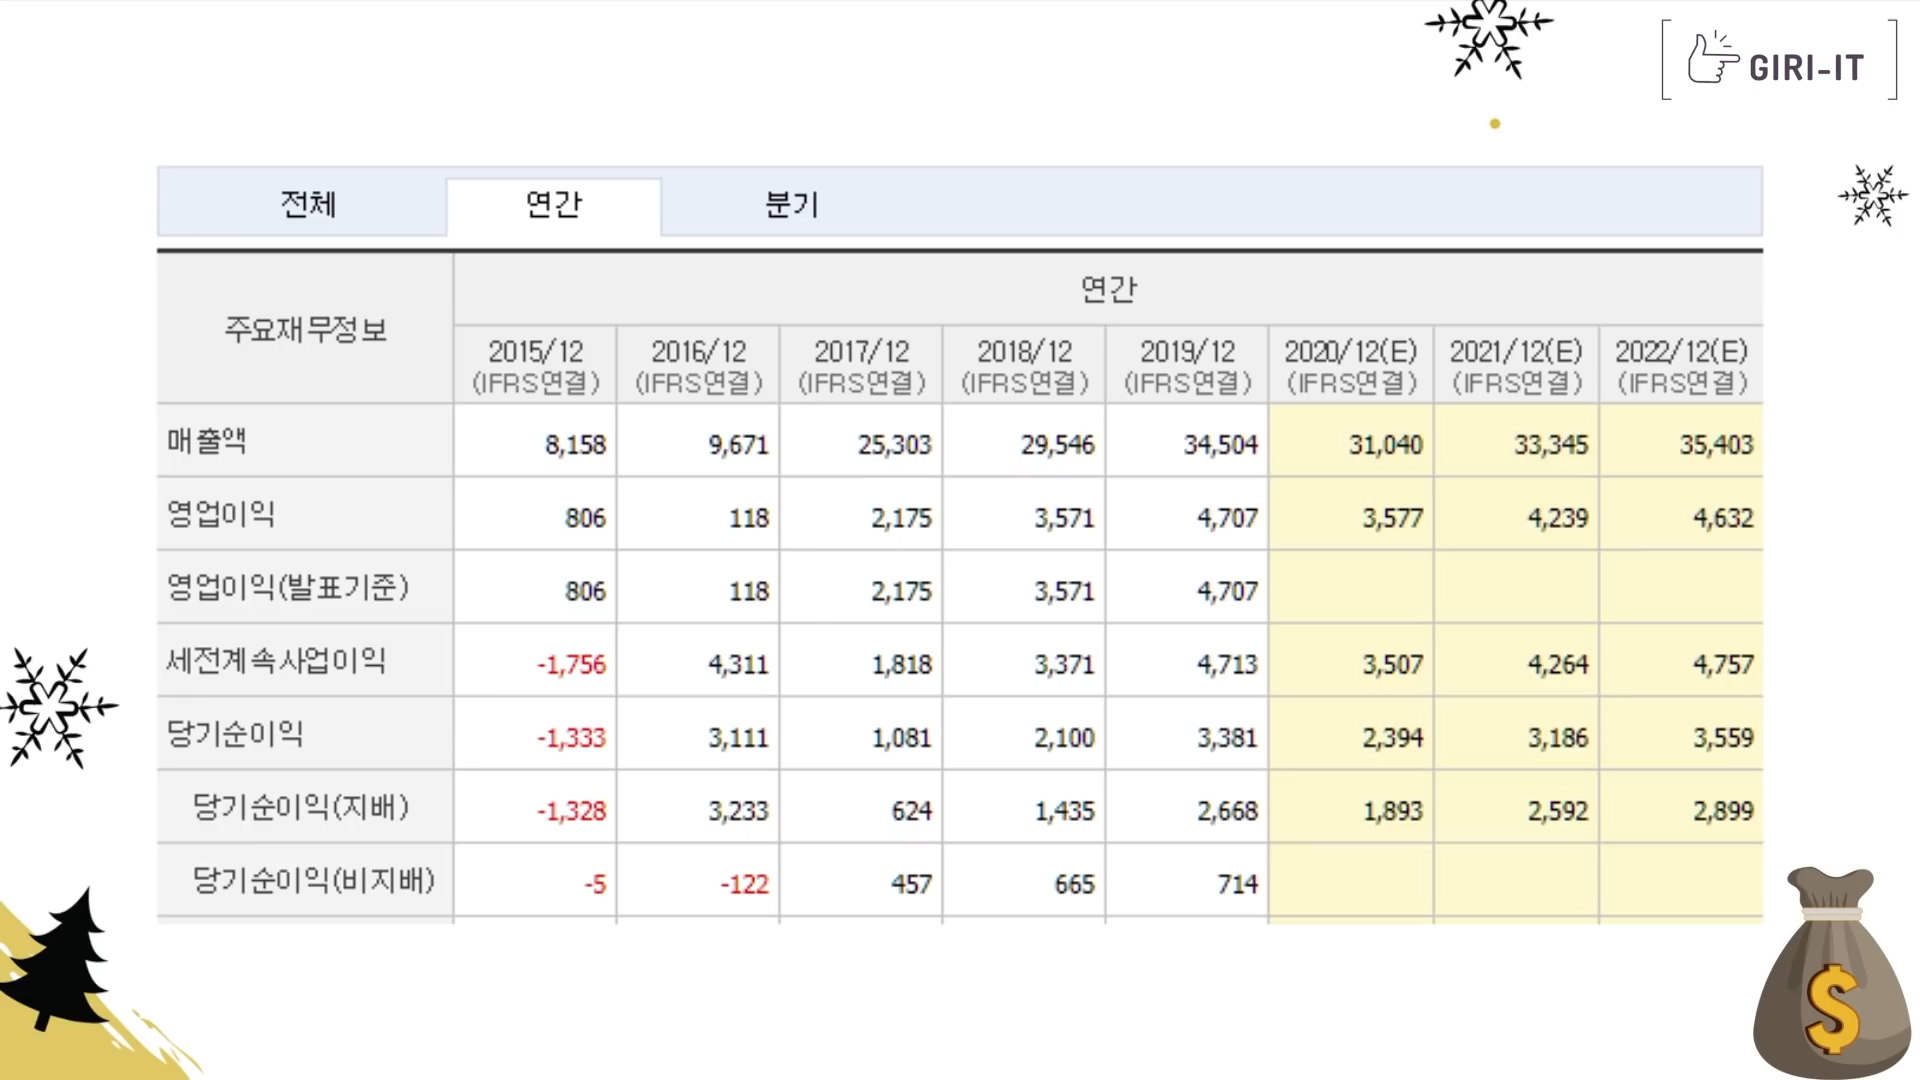 GIRI-IT
전체 연간 분기
주요재무정보 연간
2015/12 2016/12 2017/12 2018/12 2019/12 2020/12(E) 2021/12(E) 2022/12(E)
(IFRS연결) (IFRS연결) (IFRS연결) (IFRS연결) (IFRS연결) (IFRS연결) (IFRS연결) (IFRS연결)
매출액 8,158 9,671 25,303 29,546 34,504 31,040 33,345 35,403
영업이익 806 118 2,175 3,571 4,707 3,577 4,239 4,632
영업이익(발표기준) 806 118 2,175 3,571 4,707
세전계속사업이익 -1,756 4,311 1,818 3,371 4,713 3,507 4,264 4,757
당기순이익 -1,333 3,111 1,081 2,100 3,381 2,394 3,186 3,559
당기순이익(지배) -1,328 3,233 624 1,435 2,668 1,893 2,592 2,899
당기순이익(비지배) -5 -122 457 665 714
$